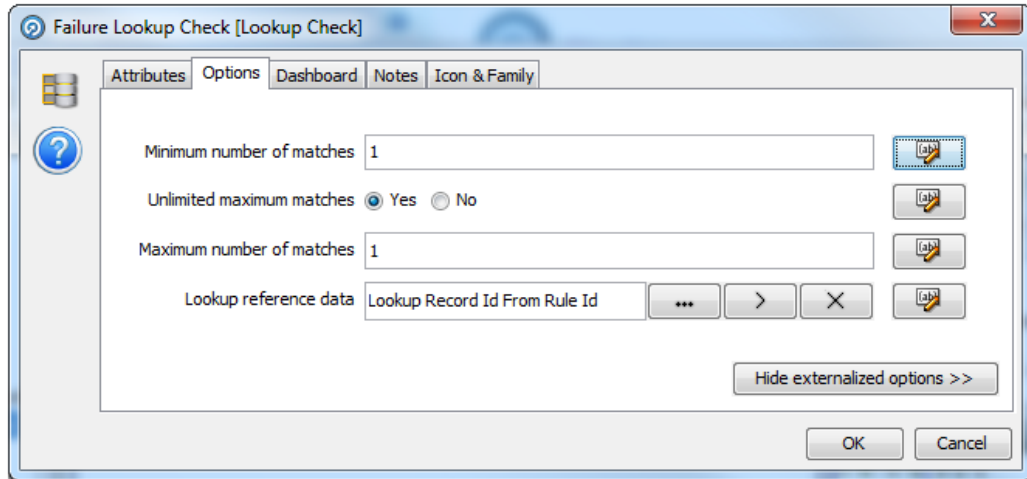 Failure Lookup Check [Lookup Check]
Attributes Options Dashboard Notes Icon & Family
Minimum number of matches 1
Unlimited maximum matches Yes No
Maximum number of matches 1
Lookup reference data Lookup Record Id From Rule Id ... >
Hide externalized options >>
OK Cancel